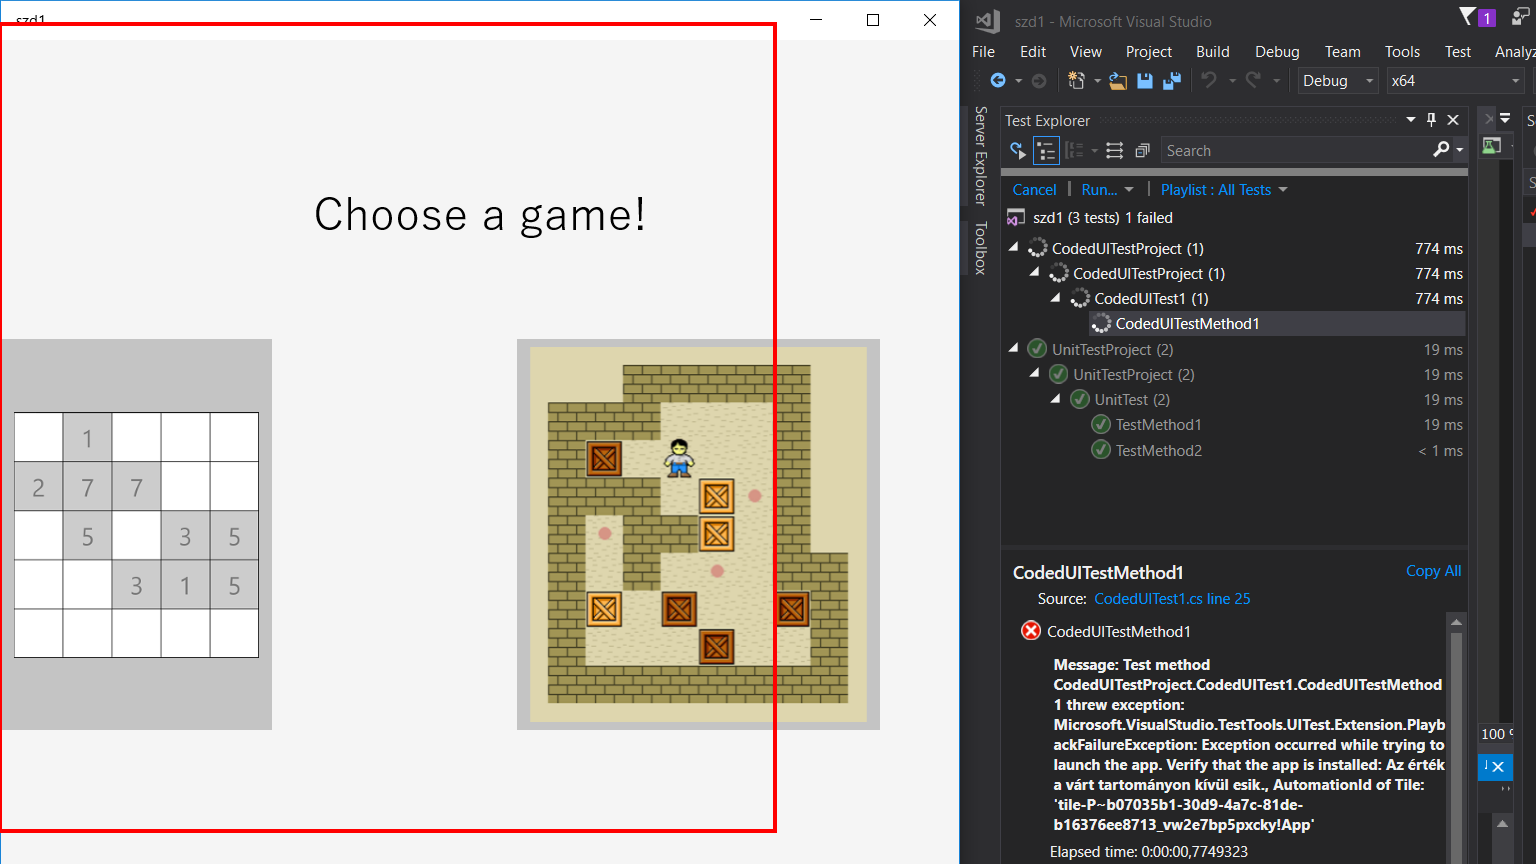 szd1
Choose a game!
1
2 7 7
5 3 5
3 1 5
szd1 - Microsoft Visual Studio
1
File Edit View Project Build Debug Team Tools Test Analyz
Debug x64
Server Explorer
Toolbox
Test Explorer
Search
Cancel Run... Playlist : All Tests
szd1 (3 tests) 1 failed
CodedUITestProject (1) 774 ms
CodedUITestProject (1) 774 ms
CodedUITest1 (1) 774 ms
CodedUITestMethod1
UnitTestProject (2) 19 ms
UnitTestProject (2) 19 ms
UnitTest (2) 19 ms
TestMethod1 19 ms
TestMethod2 < 1 ms
CodedUITestMethod1 Copy All
Source: CodedUITest1.cs line 25
CodedUITestMethod1
Message: Test method
CodedUITestProject.CodedUITest1.CodedUITestMethod
1 threw exception:
Microsoft.VisualStudio.TestTools.UITest.Extension.Playb
ackFailureException: Exception occurred while trying to
launch the app. Verify that the app is installed: Az érték
a várt tartományon kívül esik., AutomationId of Tile:
'tile-P~b07035b1-30d9-4a7c-81de-
b16376ee8713_vw2e7bp5pxcky!App'
Elapsed time: 0:00:00,7749323
100